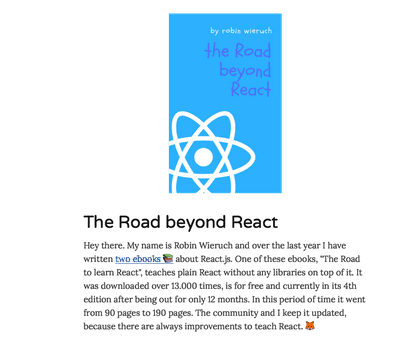 by robin wieruch
the Road
beyond
React
The Road beyond React
Hey there. My name is Robin Wieruch and over the last year I have
written two ebooks 📚 about React.js. One of these ebooks, "The Road
to learn React", teaches plain React without any libraries on top of it. It
was downloaded over 13.000 times, is for free and currently in its 4th
edition after being out for only 12 months. In this period of time it went
from 90 pages to 190 pages. The community and I keep it updated,
because there are always improvements to teach React. 🦊